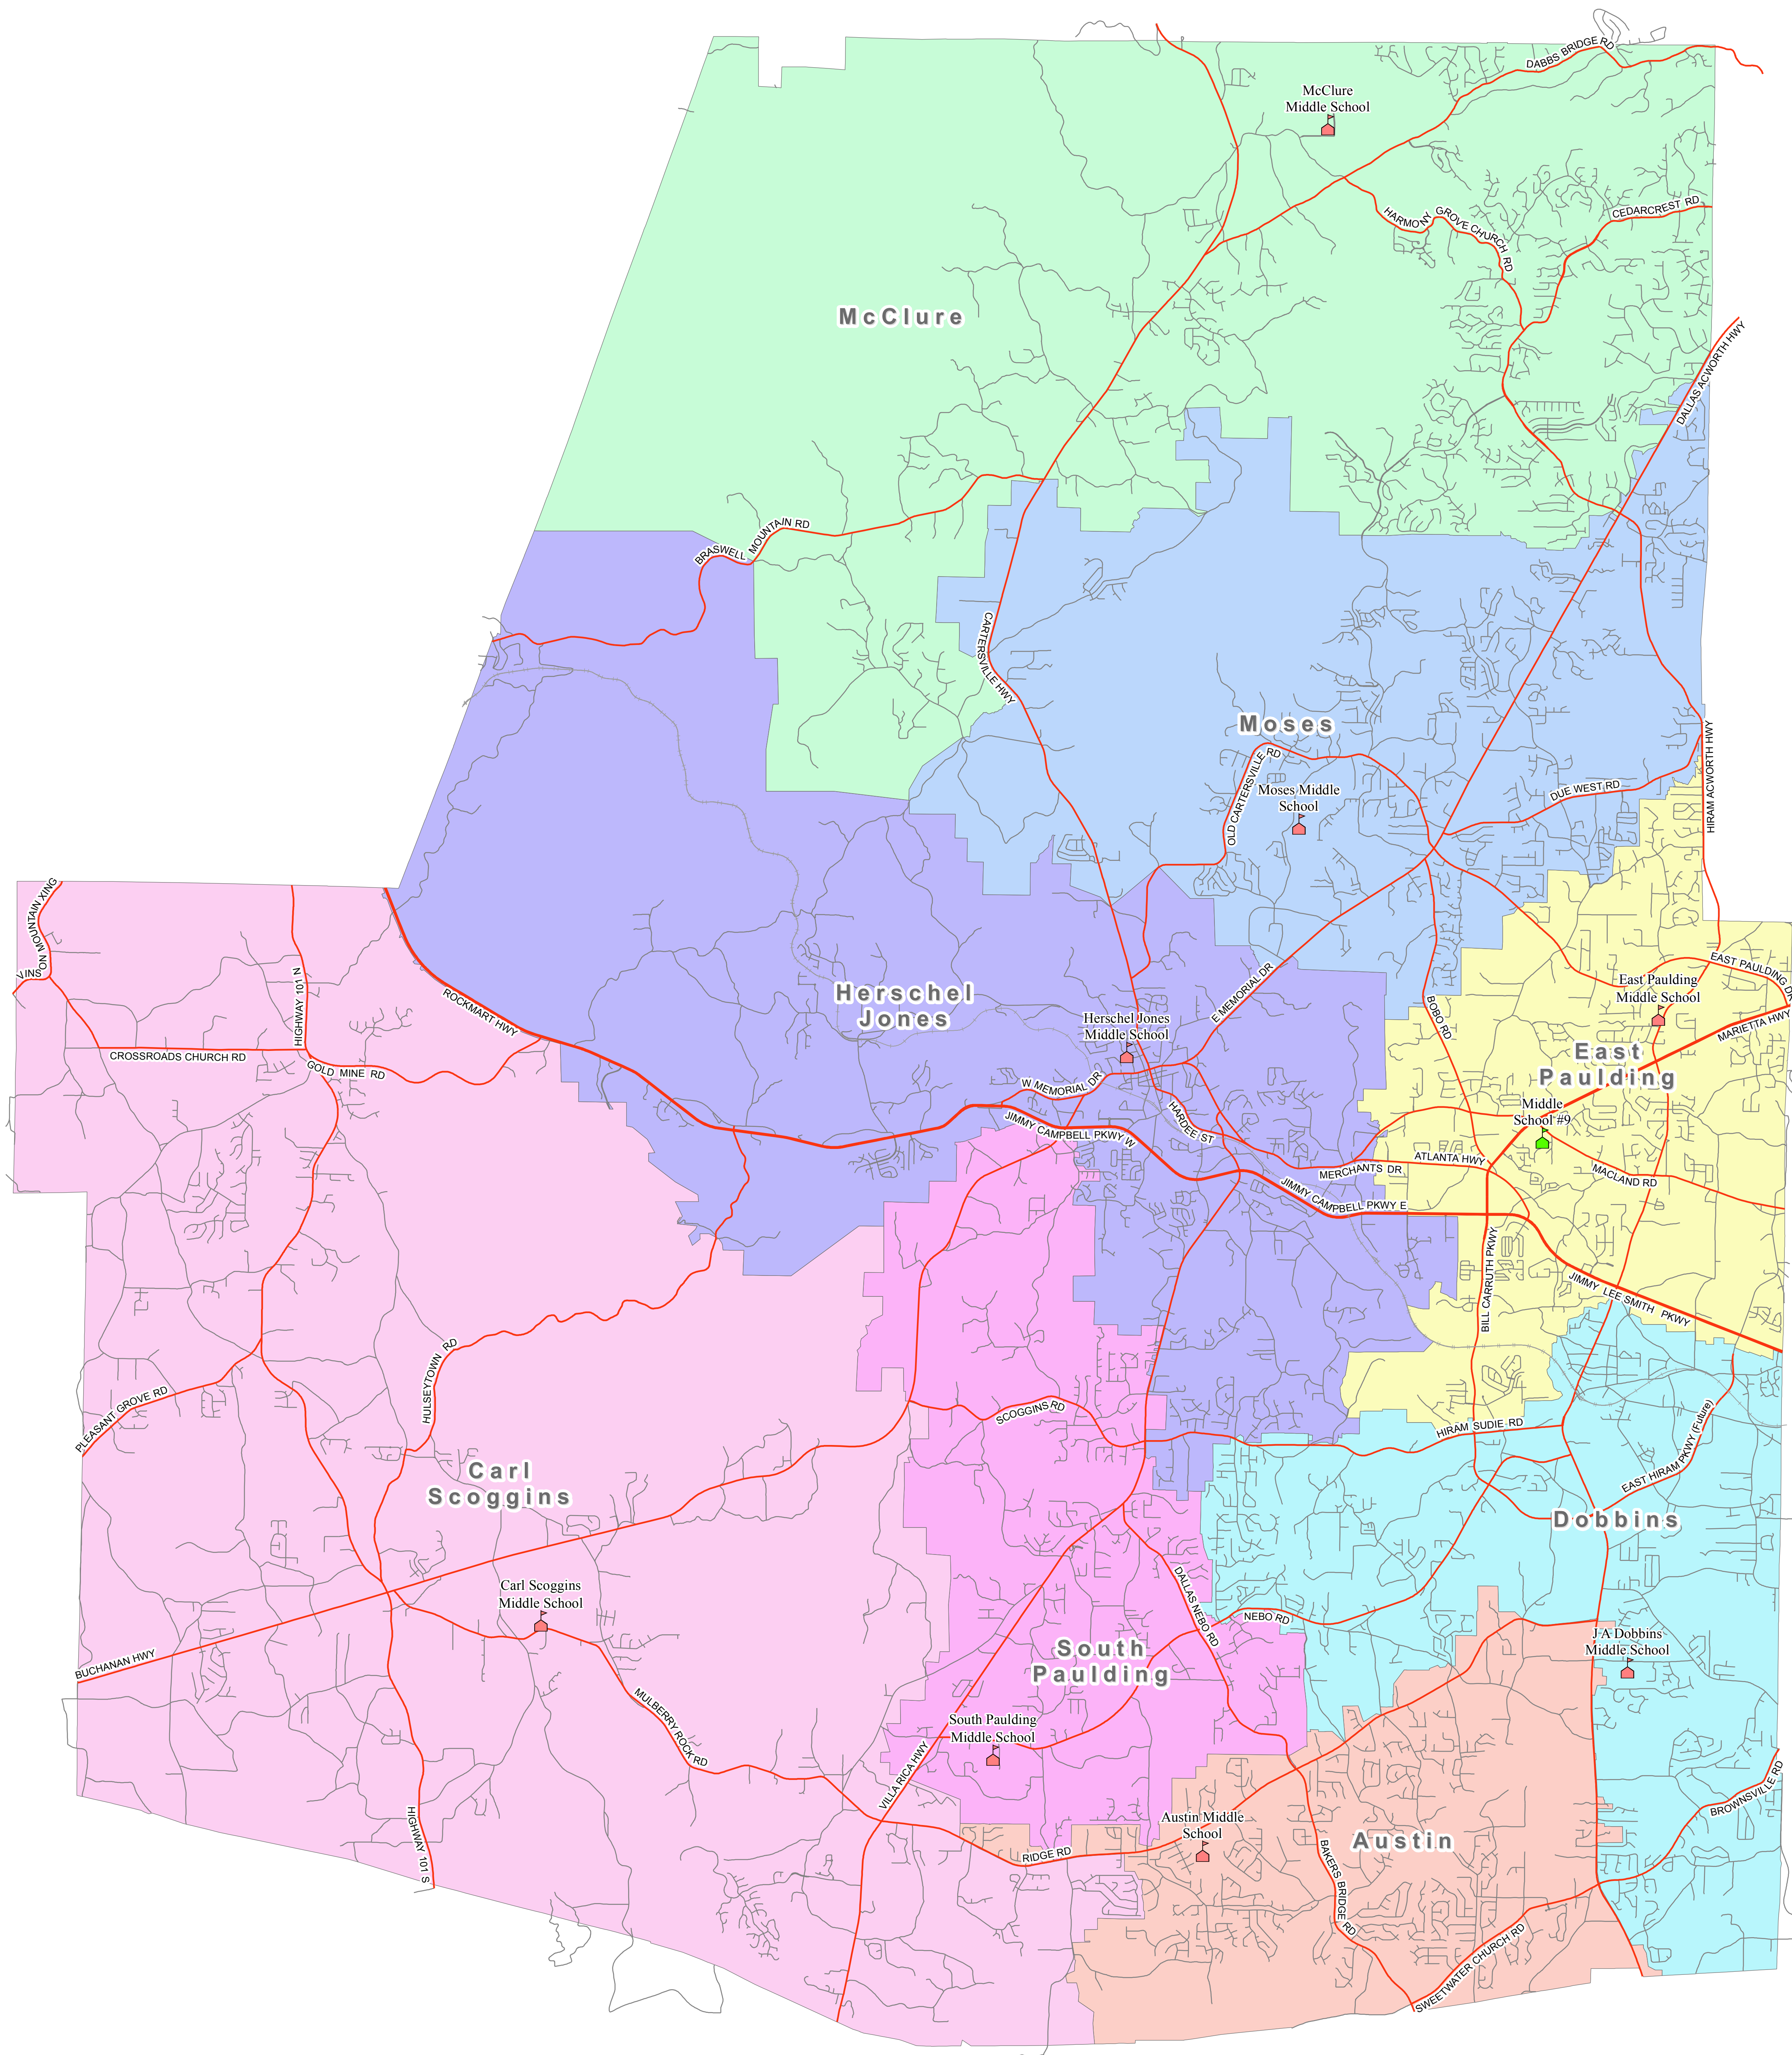 DABBS BRIDGE RD
McClure
Middle School
HARMONY GROVE CHURCH RD
CEDARCREST RD
McClure
DALLAS ACWORTH HWY
BRASWELL MOUNTAIN RD
CARTERSVILLE HWY
Moses
OLD CARTERSVILLE RD
Moses Middle
School
DUE WEST RD
HIRAM ACWORTH HWY
ON MOUNTAIN XING
VINS
HIGHWAY 101 N
ROCKMART HWY
CROSSROADS CHURCH RD
GOLD MINE RD
Herschel
Jones
Herschel Jones
Middle School
E MEMORIAL DR
W MEMORIAL DR
HARDEE ST
JIMMY CAMPBELL PKWY W
BOBO RD
EAST PAULDING DR
East Paulding
Middle School
MARIETTA HWY
East
Paulding
Middle
School #9
MERCHANTS DR
ATLANTA HWY
MACLAND RD
JIMMY CAMPBELL PKWY E
BILL CARRUTH PKWY
JIMMY LEE SMITH PKWY
PLEASANT GROVE RD
HULSEYTOWN RD
SCOGGINS RD
HIRAM SUDIE RD
EAST HIRAM PKWY (Future)
Carl
Scoggins
Dobbins
Carl Scoggins
Middle School
DALLAS NEBO RD
NEBO RD
BUCHANAN HWY
South
Paulding
J A Dobbins
Middle School
MULBERRY ROCK RD
South Paulding
Middle School
VILLA RICA HWY
HIGHWAY 101 S
RIDGE RD
Austin Middle
School
Austin
BAKERS BRIDGE RD
BROWNSVILLE RD
SWEETWATER CHURCH RD